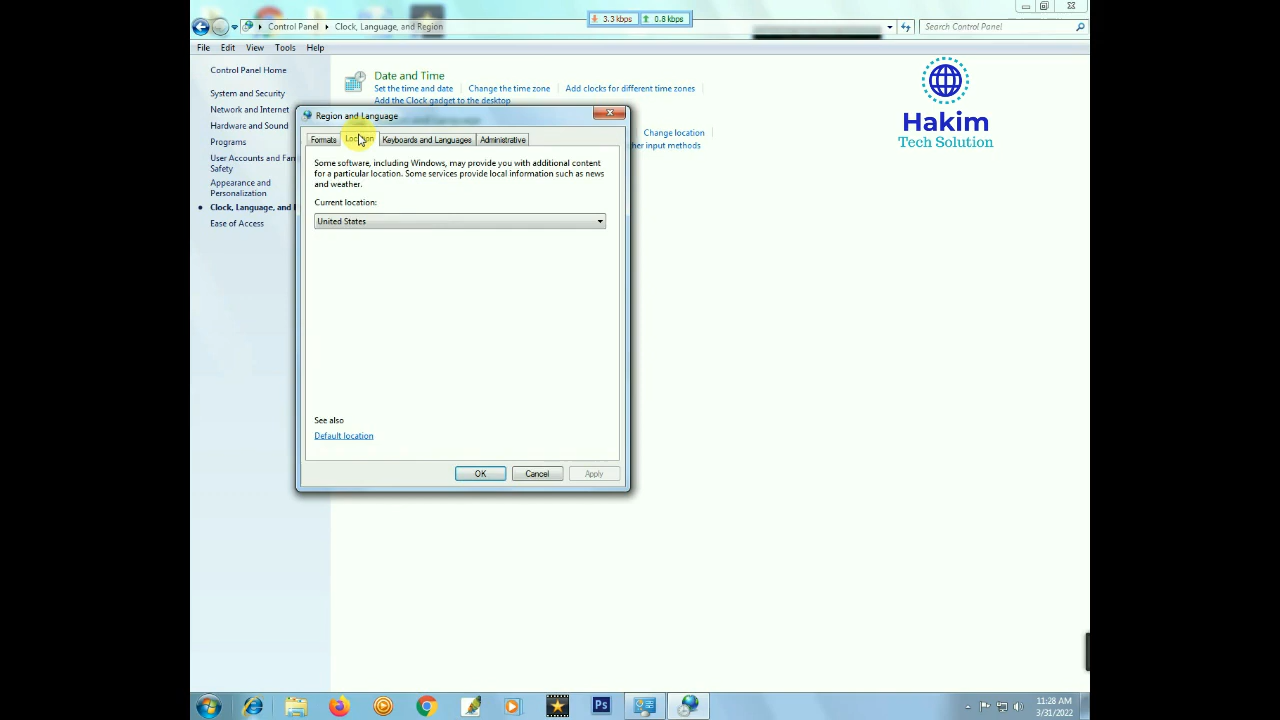 3.3 kbps 0.8 kbps
Control Panel Clock, Language, and Region
Search Control Panel
File Edit View Tools Help
Control Panel Home
System and Security
Network and Internet
Hardware and Sound
Programs
User Accounts and Fam
Safety
Appearance and
Personalization
Clock, Language, and
Ease of Access
Date and Time
Set the time and date Change the time zone Add clocks for different time zones
Add the Clock gadget to the desktop
Change location
her input methods
Hakim
Tech Solution
Region and Language
Formats Location Keyboards and Languages Administrative
Some software, including Windows, may provide you with additional content
for a particular location. Some services provide local information such as news
and weather.
Current location:
United States
See also
Default location
OK Cancel Apply
Ps
11:28 AM
3/31/2022